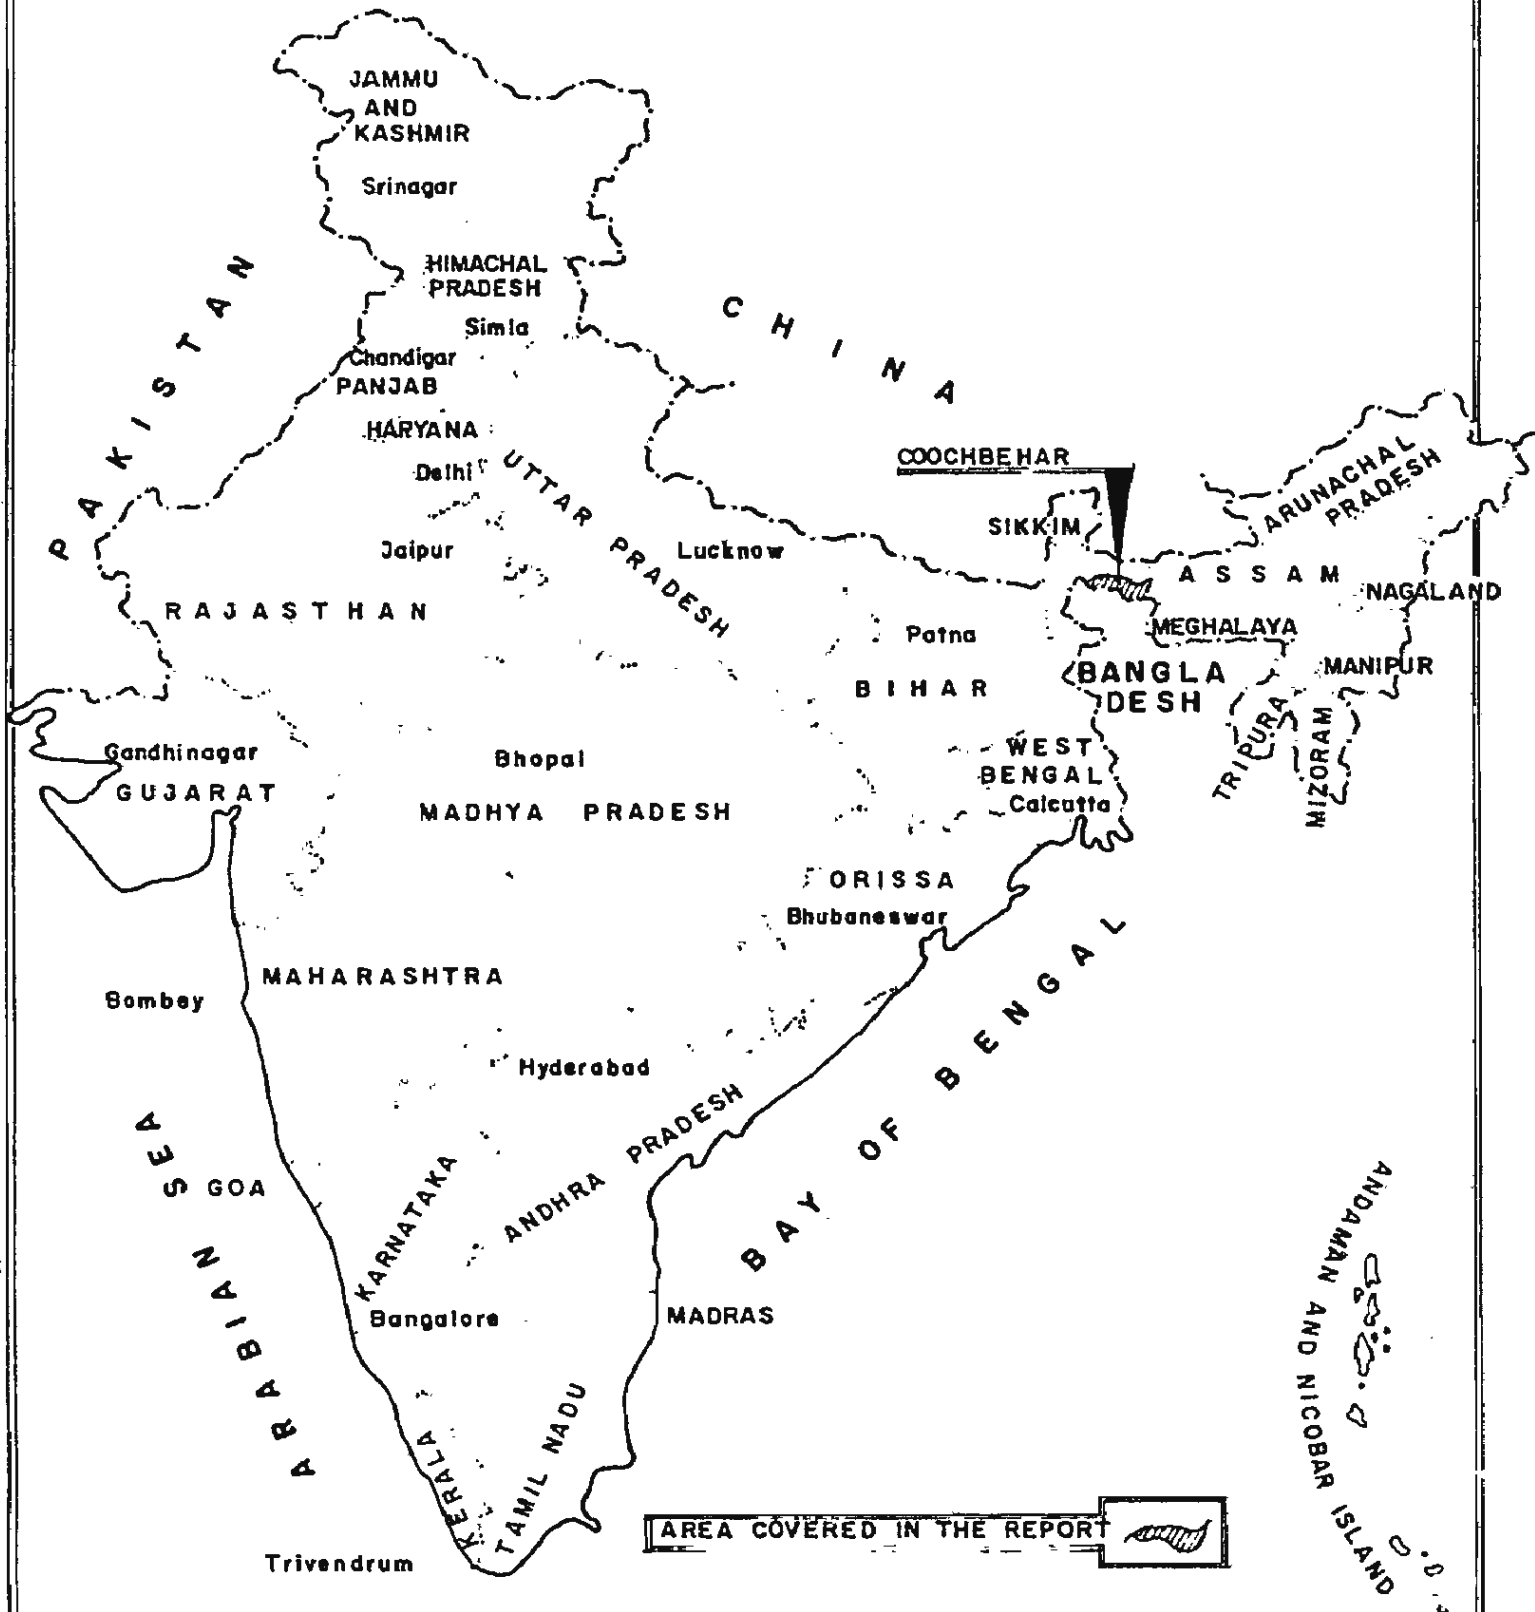 JAMMU
AND
KASHMIR
Srinagar
HIMACHAL
PRADESH
Simla
Chandigar
PANJAB
HARYANA
Delhi
PAKISTAN
CHINA
UTTAR PRADESH
COOCHBEHAR
SIKKIM
ARUNACHAL
PRADESH
Jaipur
Lucknow
ASSAM
NAGALAND
RAJASTHAN
Patna
MEGHALAYA
BIHAR
BANGLA
DESH
MANIPUR
TRIPURA
MIZORAM
Gandhinagar
GUJARAT
Bhopal
MADHYA PRADESH
WEST
BENGAL
Calcutta
ORISSA
Bhubaneswar
MAHARASHTRA
Bombey
Hyderabad
ANDHRA PRADESH
BAY OF BENGAL
ARABIAN SEA
GOA
KARNATAKA
Bangalore
MADRAS
KERALA
TAMIL NADU
Trivendrum
ANDAMAN AND NICOBAR ISLAND
AREA COVERED IN THE REPORT